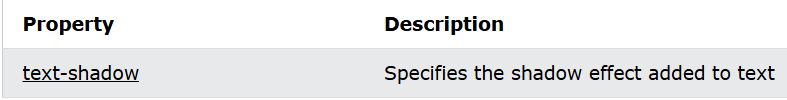 Property Description
text-shadow Specifies the shadow effect added to text